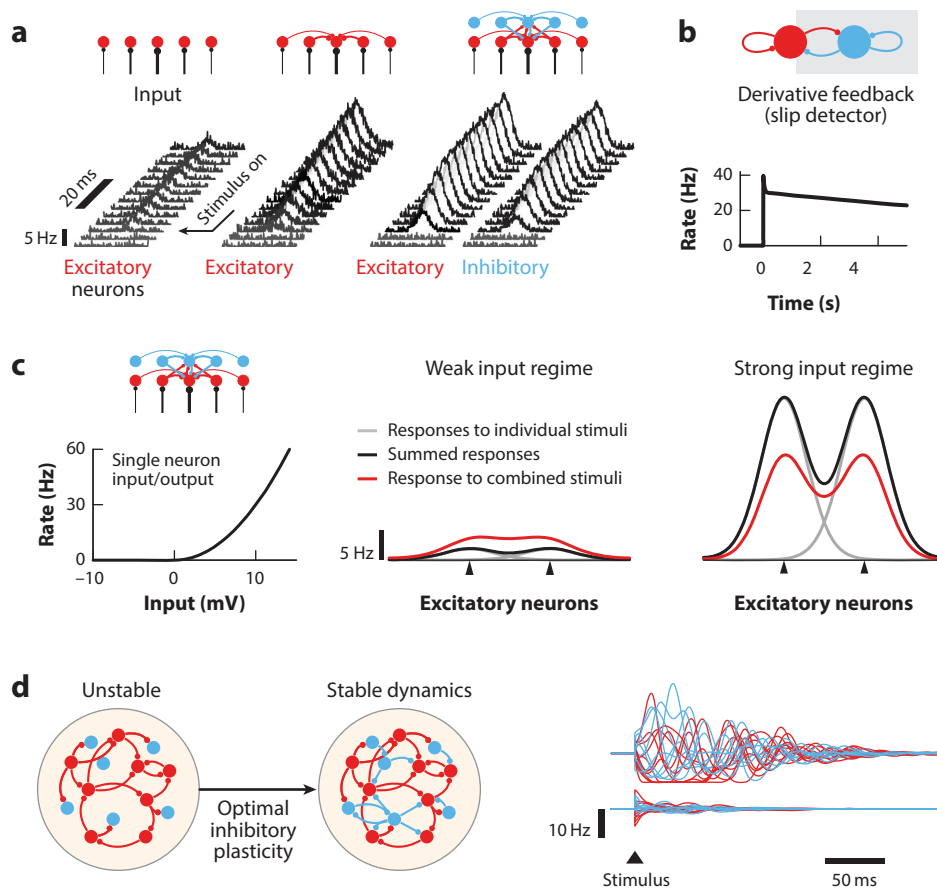 a
Input
20 ms
Stimulus on
5 Hz
Excitatory
neurons
Excitatory
Excitatory
Inhibitory
b
Derivative feedback
(slip detector)
Rate (Hz)
40
20
0
0
2
4
Time (s)
c
Single neuron
input/output
Rate (Hz)
60
30
0
–10
0
10
Input (mV)
Weak input regime
Responses to individual stimuli
Summed responses
Response to combined stimuli
5 Hz
Excitatory neurons
Strong input regime
Excitatory neurons
d
Unstable
Optimal
inhibitory
plasticity
Stable dynamics
10 Hz
Stimulus
50 ms